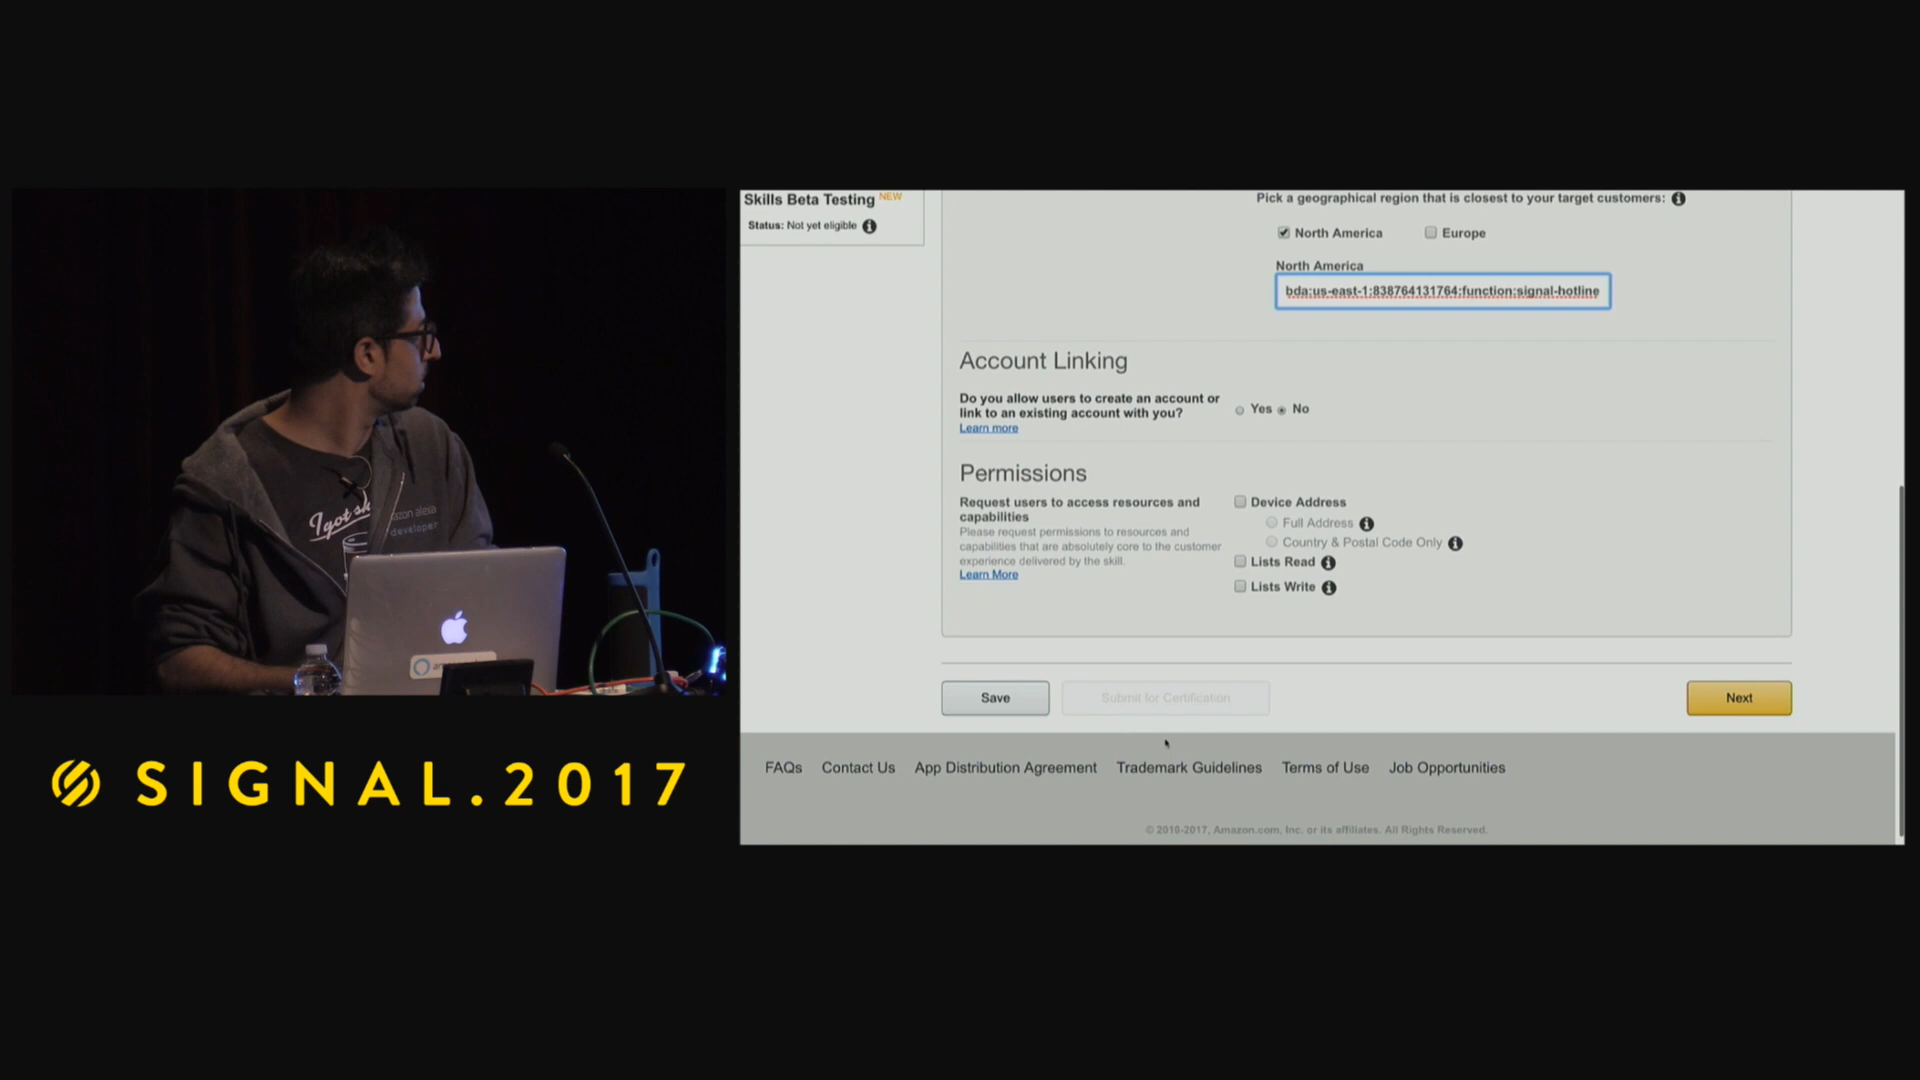 Skills Beta Testing NEW
Status: Not yet eligible
Pick a geographical region that is closest to your target customers:
North America
Europe
North America
bda:us-east-1:838764131764:function:signal-hotline
Account Linking
Do you allow users to create an account or
link to an existing account with you?
Yes
No
Learn more
Permissions
Request users to access resources and
capabilities
Please request permissions to resources and
capabilities that are absolutely core to the customer
experience delivered by the skill.
Learn More
Device Address
Full Address
Country & Postal Code Only
Lists Read
Lists Write
Save
Submit for Certification
Next
FAQs
Contact Us
App Distribution Agreement
Trademark Guidelines
Terms of Use
Job Opportunities
© 2010-2017, Amazon.com, Inc. or its affiliates. All Rights Reserved.
I got sk
azon alexa
developer
SIGNAL.2017